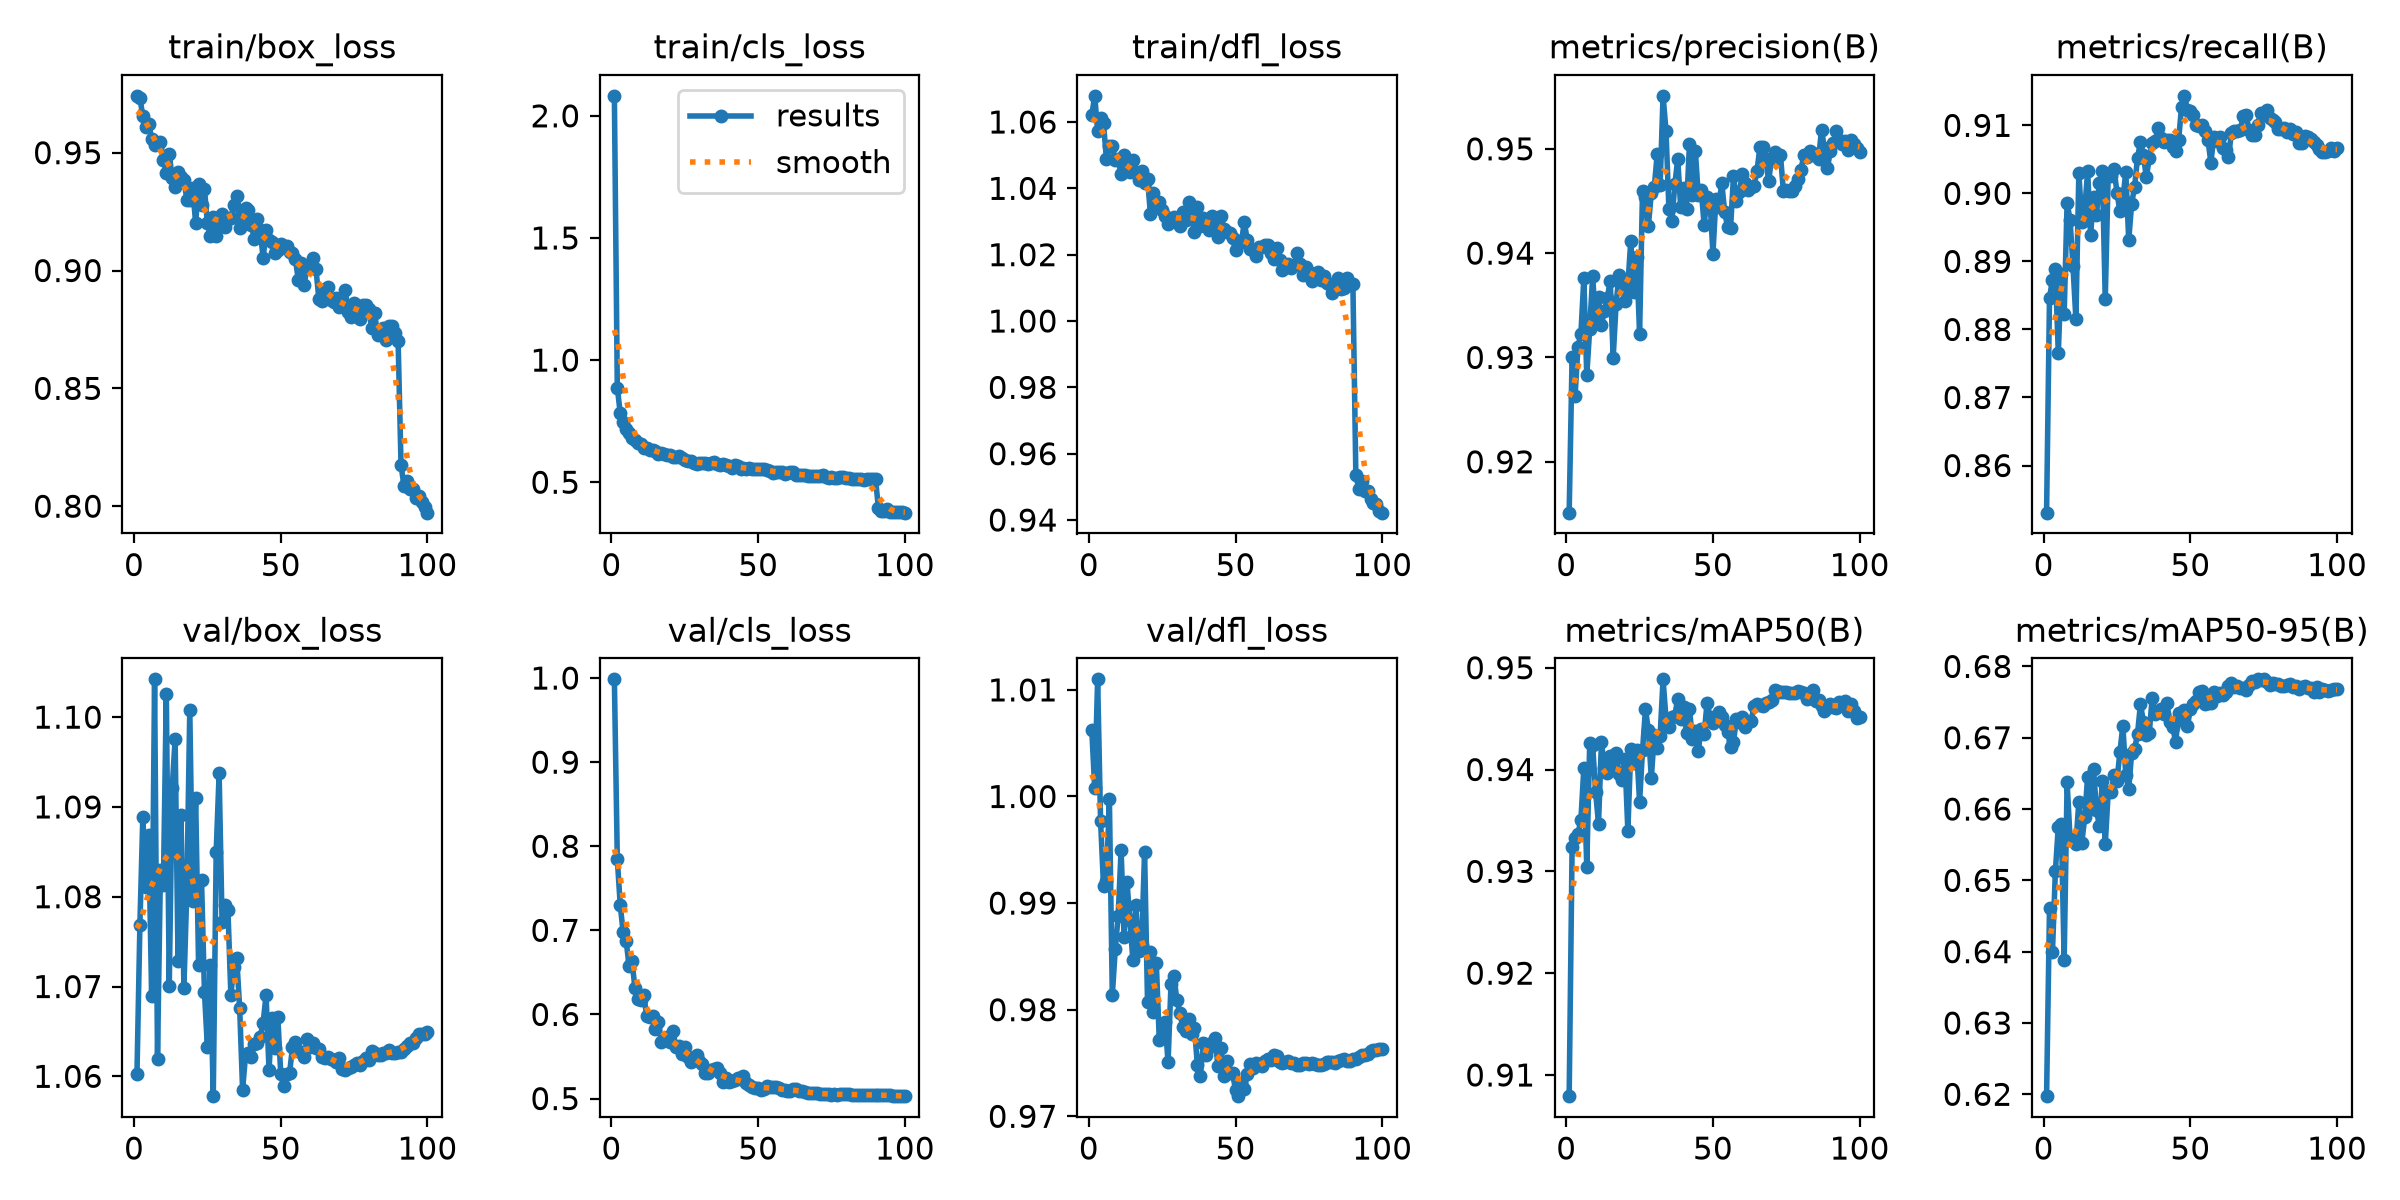 train/box_loss
0.95
0.90
0.85
0.80
0 50 100
train/cls_loss
results
smooth
2.0
1.5
1.0
0.5
0 50 100
train/dfl_loss
1.06
1.04
1.02
1.00
0.98
0.96
0.94
0 50 100
metrics/precision(B)
0.95
0.94
0.93
0.92
0 50 100
metrics/recall(B)
0.91
0.90
0.89
0.88
0.87
0.86
0 50 100
val/box_loss
1.10
1.09
1.08
1.07
1.06
0 50 100
val/cls_loss
1.0
0.9
0.8
0.7
0.6
0.5
0 50 100
val/dfl_loss
1.01
1.00
0.99
0.98
0.97
0 50 100
metrics/mAP50(B)
0.95
0.94
0.93
0.92
0.91
0 50 100
metrics/mAP50-95(B)
0.68
0.67
0.66
0.65
0.64
0.63
0.62
0 50 100